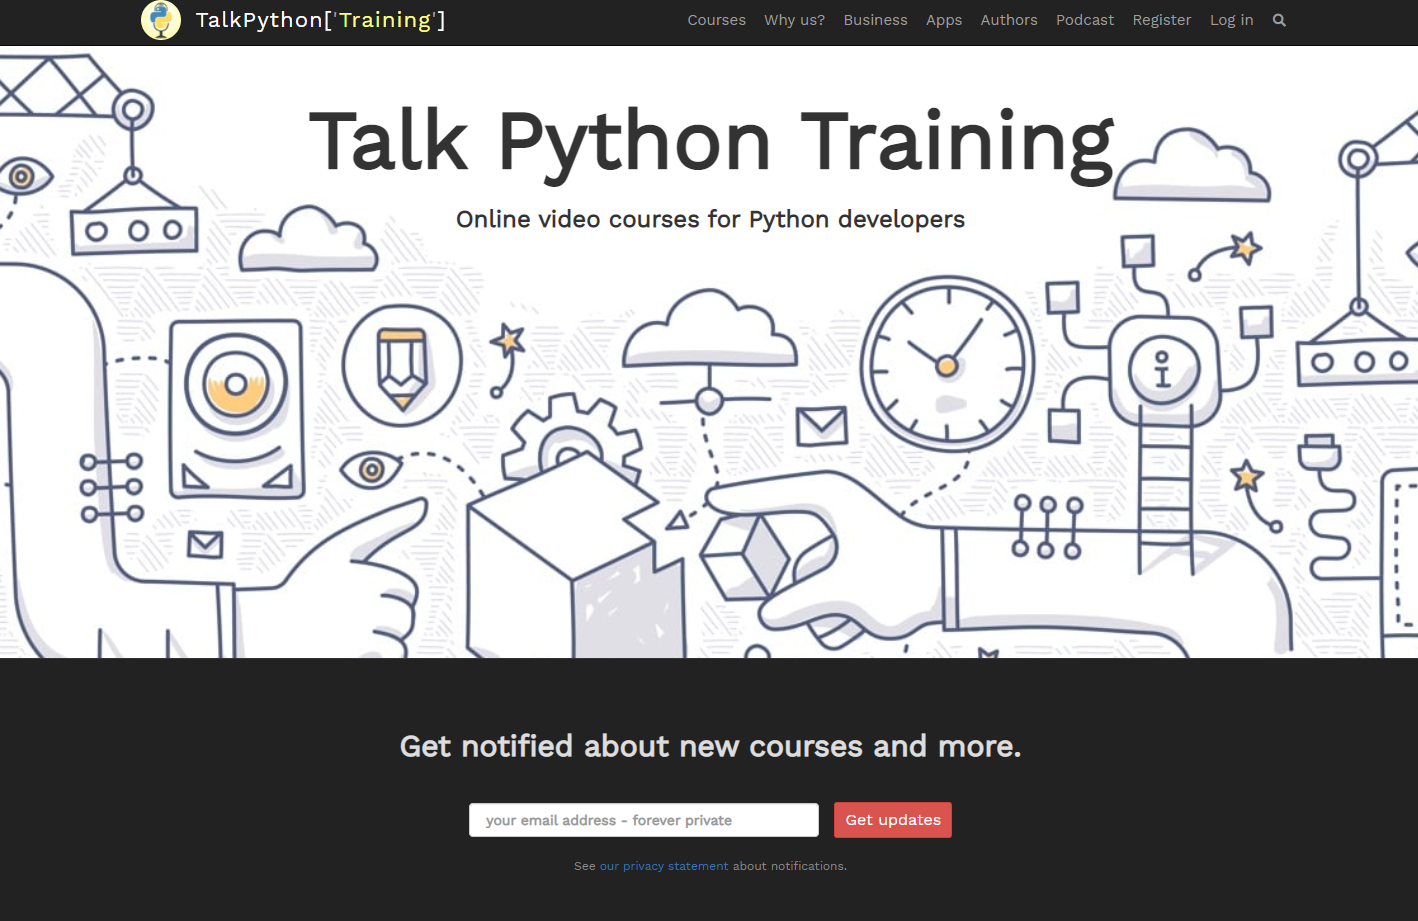 TalkPython['Training']
Courses Why us? Business Apps Authors Podcast Register Log in
Talk Python Training
Online video courses for Python developers
i
Get notified about new courses and more.
your email address - forever private
Get updates
See our privacy statement about notifications.